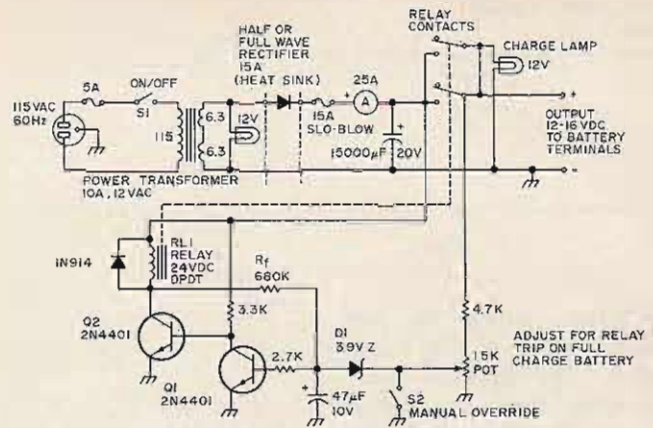 RELAY
CONTACTS
HALF OR
FULL WAVE
RECTIFIER
15A
(HEAT SINK)
CHARGE LAMP
12V
5A
ON/OFF
S1
115VAC
60Hz
115
6.3
6.3
12V
15A
SLO-BLOW
25A
+
A
+
15000µF
20V
+
OUTPUT
12-16VDC
TO BATTERY
TERMINALS
-
POWER TRANSFORMER
10A, 12VAC
1N914
RL1
RELAY
24VDC
DPDT
Rf
680K
3.3K
Q2
2N4401
Q1
2N4401
2.7K
D1
3.9V Z
+
47µF
10V
S2
MANUAL OVERRIDE
4.7K
15K
POT
ADJUST FOR RELAY
TRIP ON FULL
CHARGE BATTERY